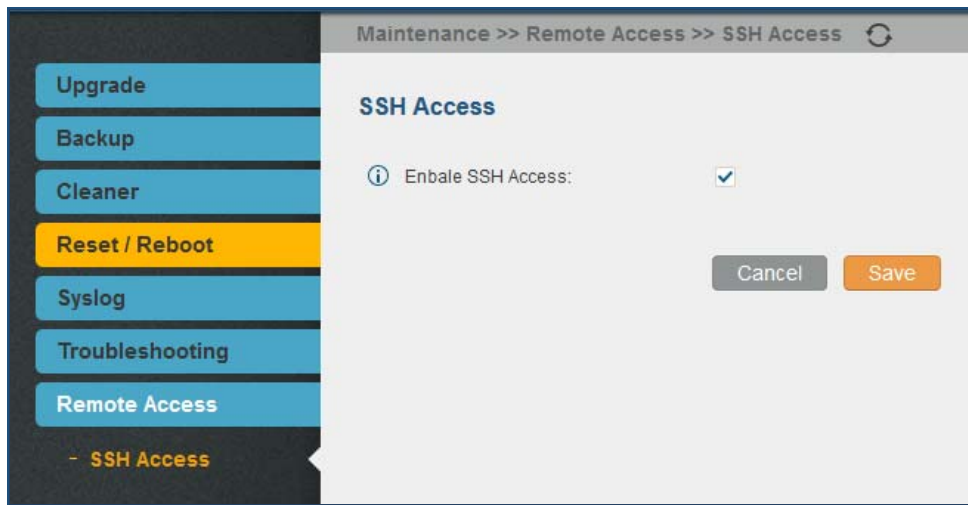 Maintenance >> Remote Access >> SSH Access
Upgrade
Backup
Cleaner
Reset / Reboot
Syslog
Troubleshooting
Remote Access
- SSH Access
SSH Access
Enbale SSH Access:
Cancel
Save